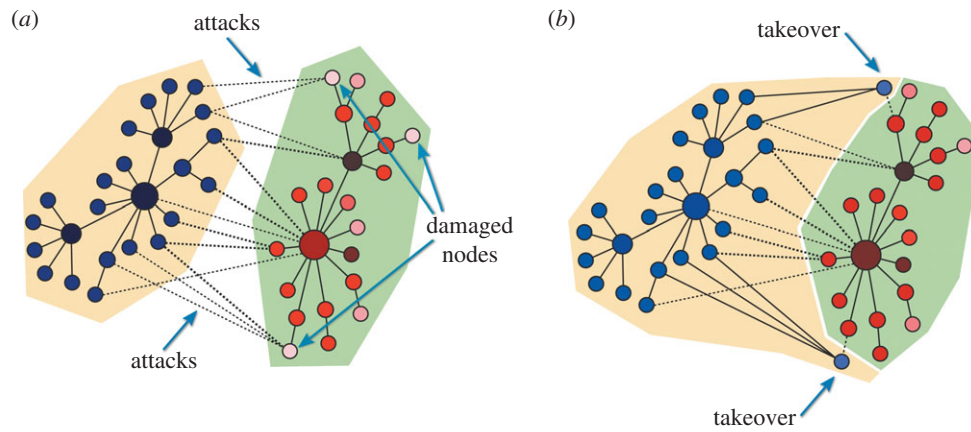 (a)
attacks
damaged
nodes
attacks
(b)
takeover
takeover